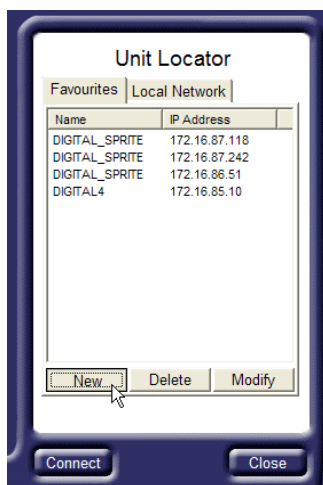 Unit Locator
Favourites Local Network
Name IP Address
DIGITAL_SPRITE 172.16.87.118
DIGITAL_SPRITE 172.16.87.242
DIGITAL_SPRITE 172.16.86.51
DIGITAL4 172.16.85.10
New Delete Modify
Connect Close